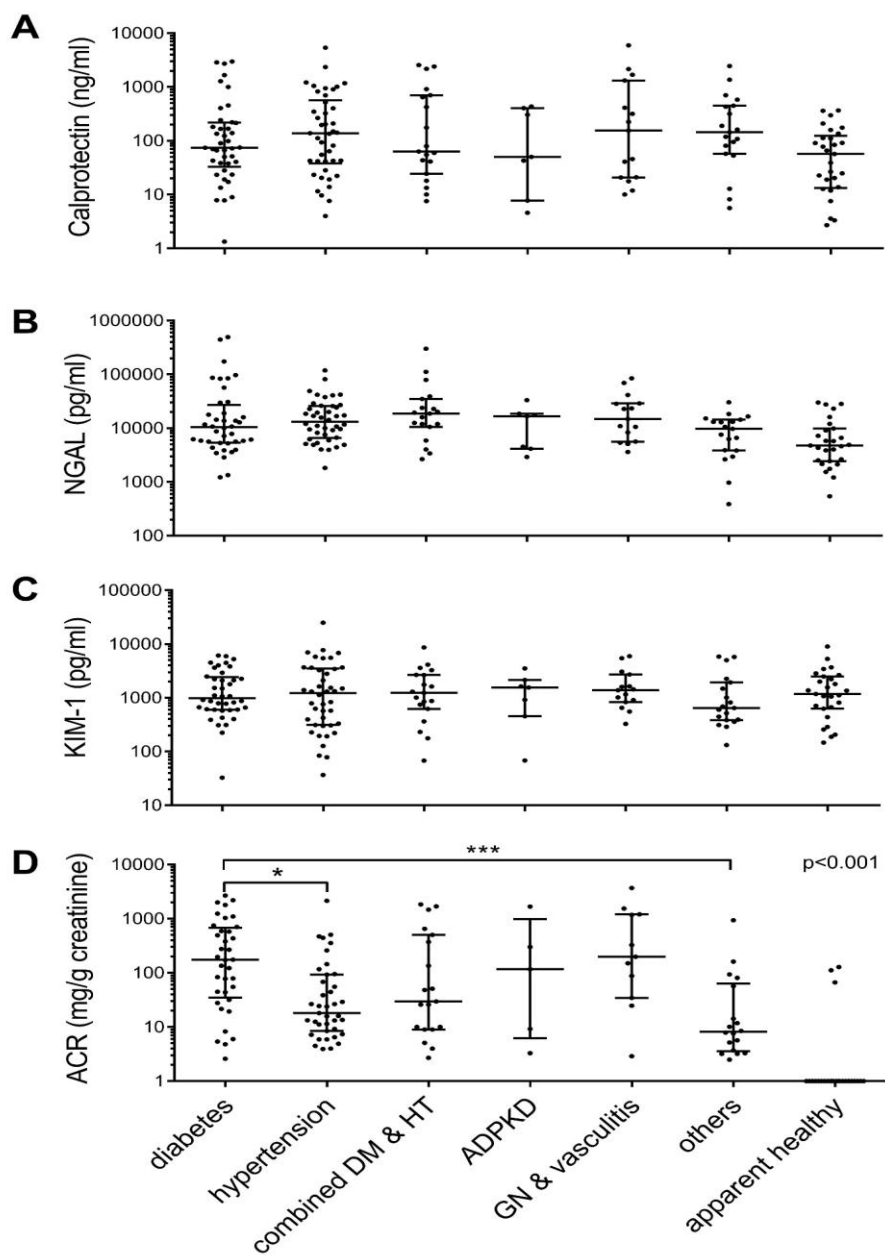 A
Calprotectin (ng/ml)
10000
1000
100
10
1
B
NGAL (pg/ml)
1000000
100000
10000
1000
100
C
KIM-1 (pg/ml)
100000
10000
1000
100
10
D
ACR (mg/g creatinine)
10000
1000
100
10
1
*
***
p<0.001
diabetes
hypertension
combined DM & HT
ADPKD
GN & vasculitis
others
apparent healthy